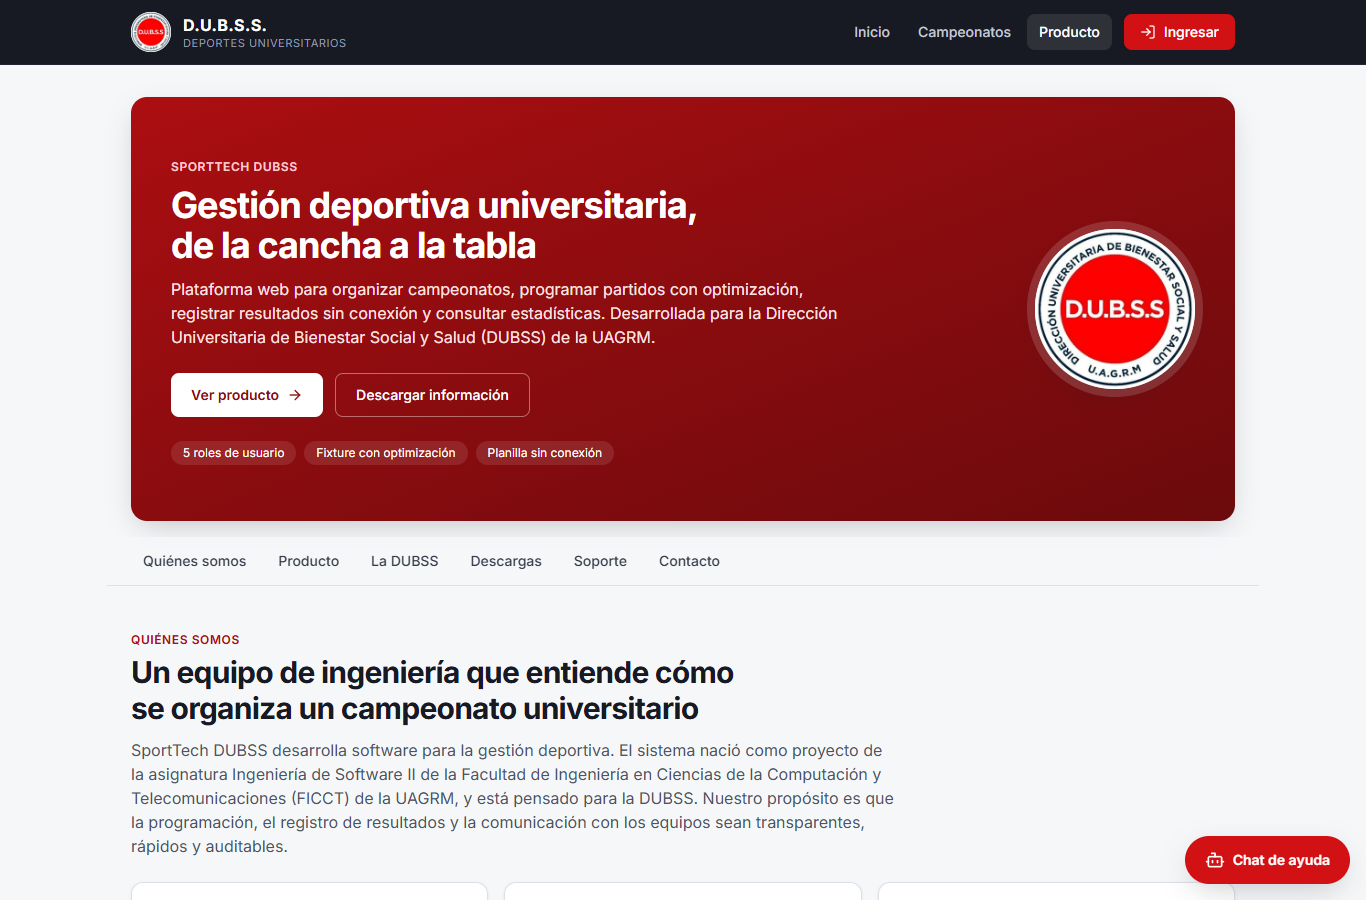 D.U.B.S.S
D.U.B.S.S.
DEPORTES UNIVERSITARIOS
Inicio
Campeonatos
Producto
Ingresar
SPORTTECH DUBSS
Gestión deportiva universitaria,
de la cancha a la tabla
Plataforma web para organizar campeonatos, programar partidos con optimización,
registrar resultados sin conexión y consultar estadísticas. Desarrollada para la Dirección
Universitaria de Bienestar Social y Salud (DUBSS) de la UAGRM.
Ver producto
Descargar información
5 roles de usuario
Fixture con optimización
Planilla sin conexión
DIRECCIÓN UNIVERSITARIA DE BIENESTAR SOCIAL Y SALUD
D.U.B.S.S
U.A.G.R.M
Quiénes somos
Producto
La DUBSS
Descargas
Soporte
Contacto
QUIÉNES SOMOS
Un equipo de ingeniería que entiende cómo
se organiza un campeonato universitario
SportTech DUBSS desarrolla software para la gestión deportiva. El sistema nació como proyecto de
la asignatura Ingeniería de Software II de la Facultad de Ingeniería en Ciencias de la Computación y
Telecomunicaciones (FICCT) de la UAGRM, y está pensado para la DUBSS. Nuestro propósito es que
la programación, el registro de resultados y la comunicación con los equipos sean transparentes,
rápidos y auditables.
Chat de ayuda